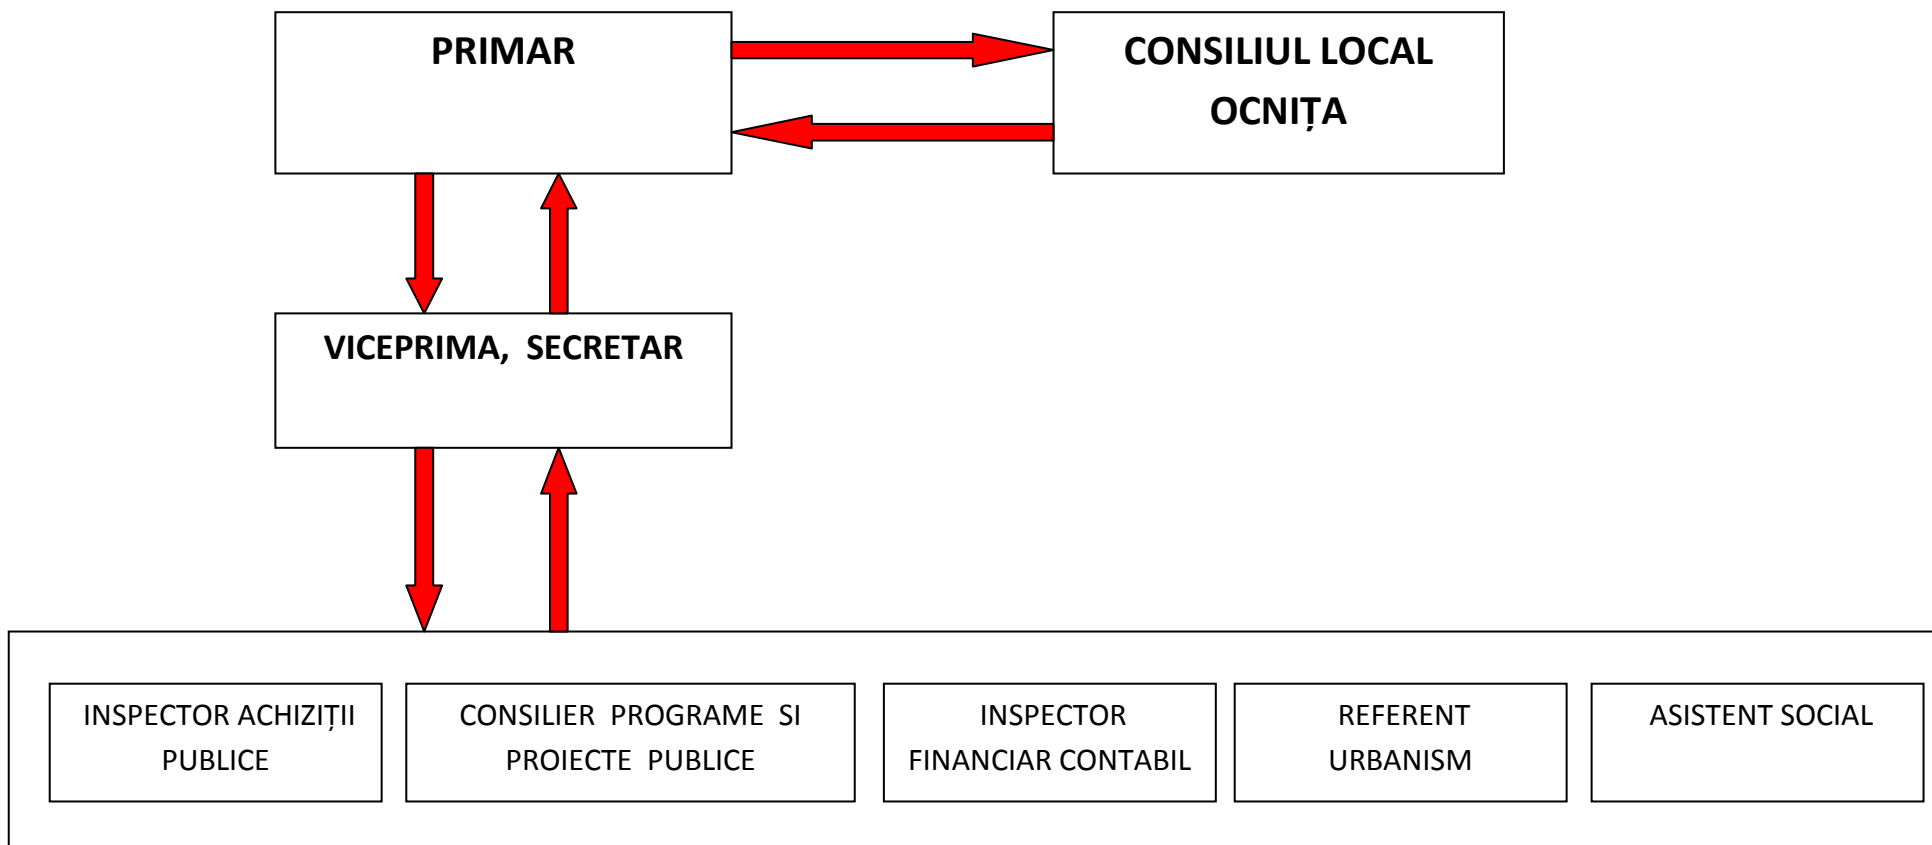 PRIMAR
CONSILIUL LOCAL
OCNIȚA
VICEPRIMA, SECRETAR
INSPECTOR ACHIZIȚII
PUBLICE
CONSILIER PROGRAME SI
PROIECTE PUBLICE
INSPECTOR
FINANCIAR CONTABIL
REFERENT
URBANISM
ASISTENT SOCIAL